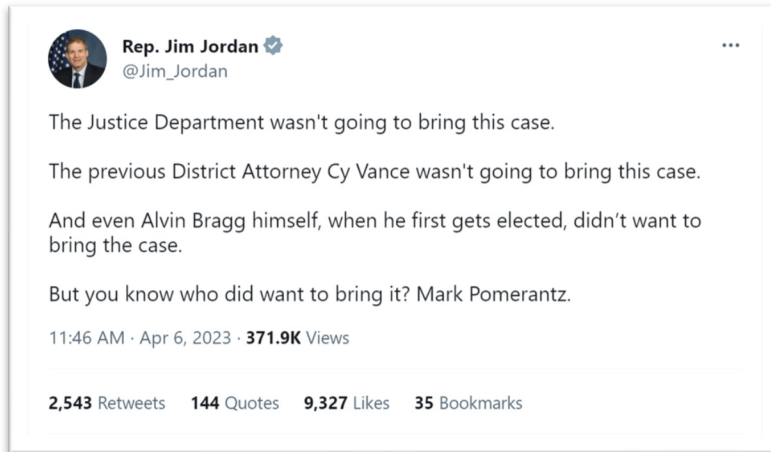 Rep. Jim Jordan
@Jim_Jordan
The Justice Department wasn't going to bring this case.
The previous District Attorney Cy Vance wasn't going to bring this case.
And even Alvin Bragg himself, when he first gets elected, didn’t want to
bring the case.
But you know who did want to bring it? Mark Pomerantz.
11:46 AM · Apr 6, 2023 · 371.9K Views
2,543 Retweets 144 Quotes 9,327 Likes 35 Bookmarks